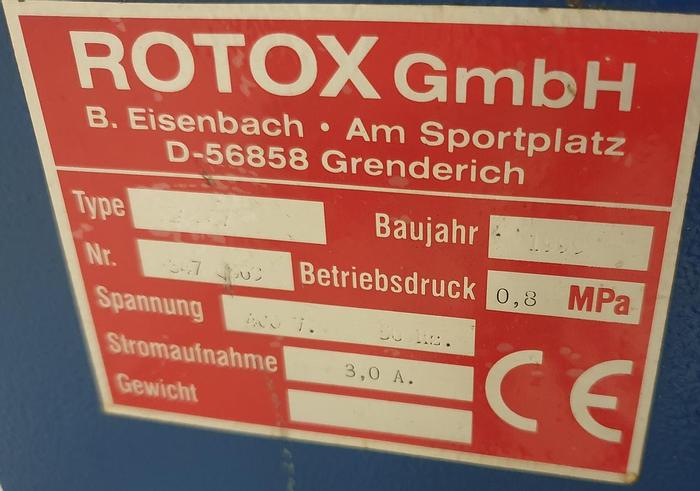 ROTOX GmbH
B. Eisenbach · Am Sportplatz
D-56858 Grenderich
Type
Baujahr
Nr.
Betriebsdruck 0,8 MPa
Spannung
Stromaufnahme 3,0 A.
Gewicht
CE